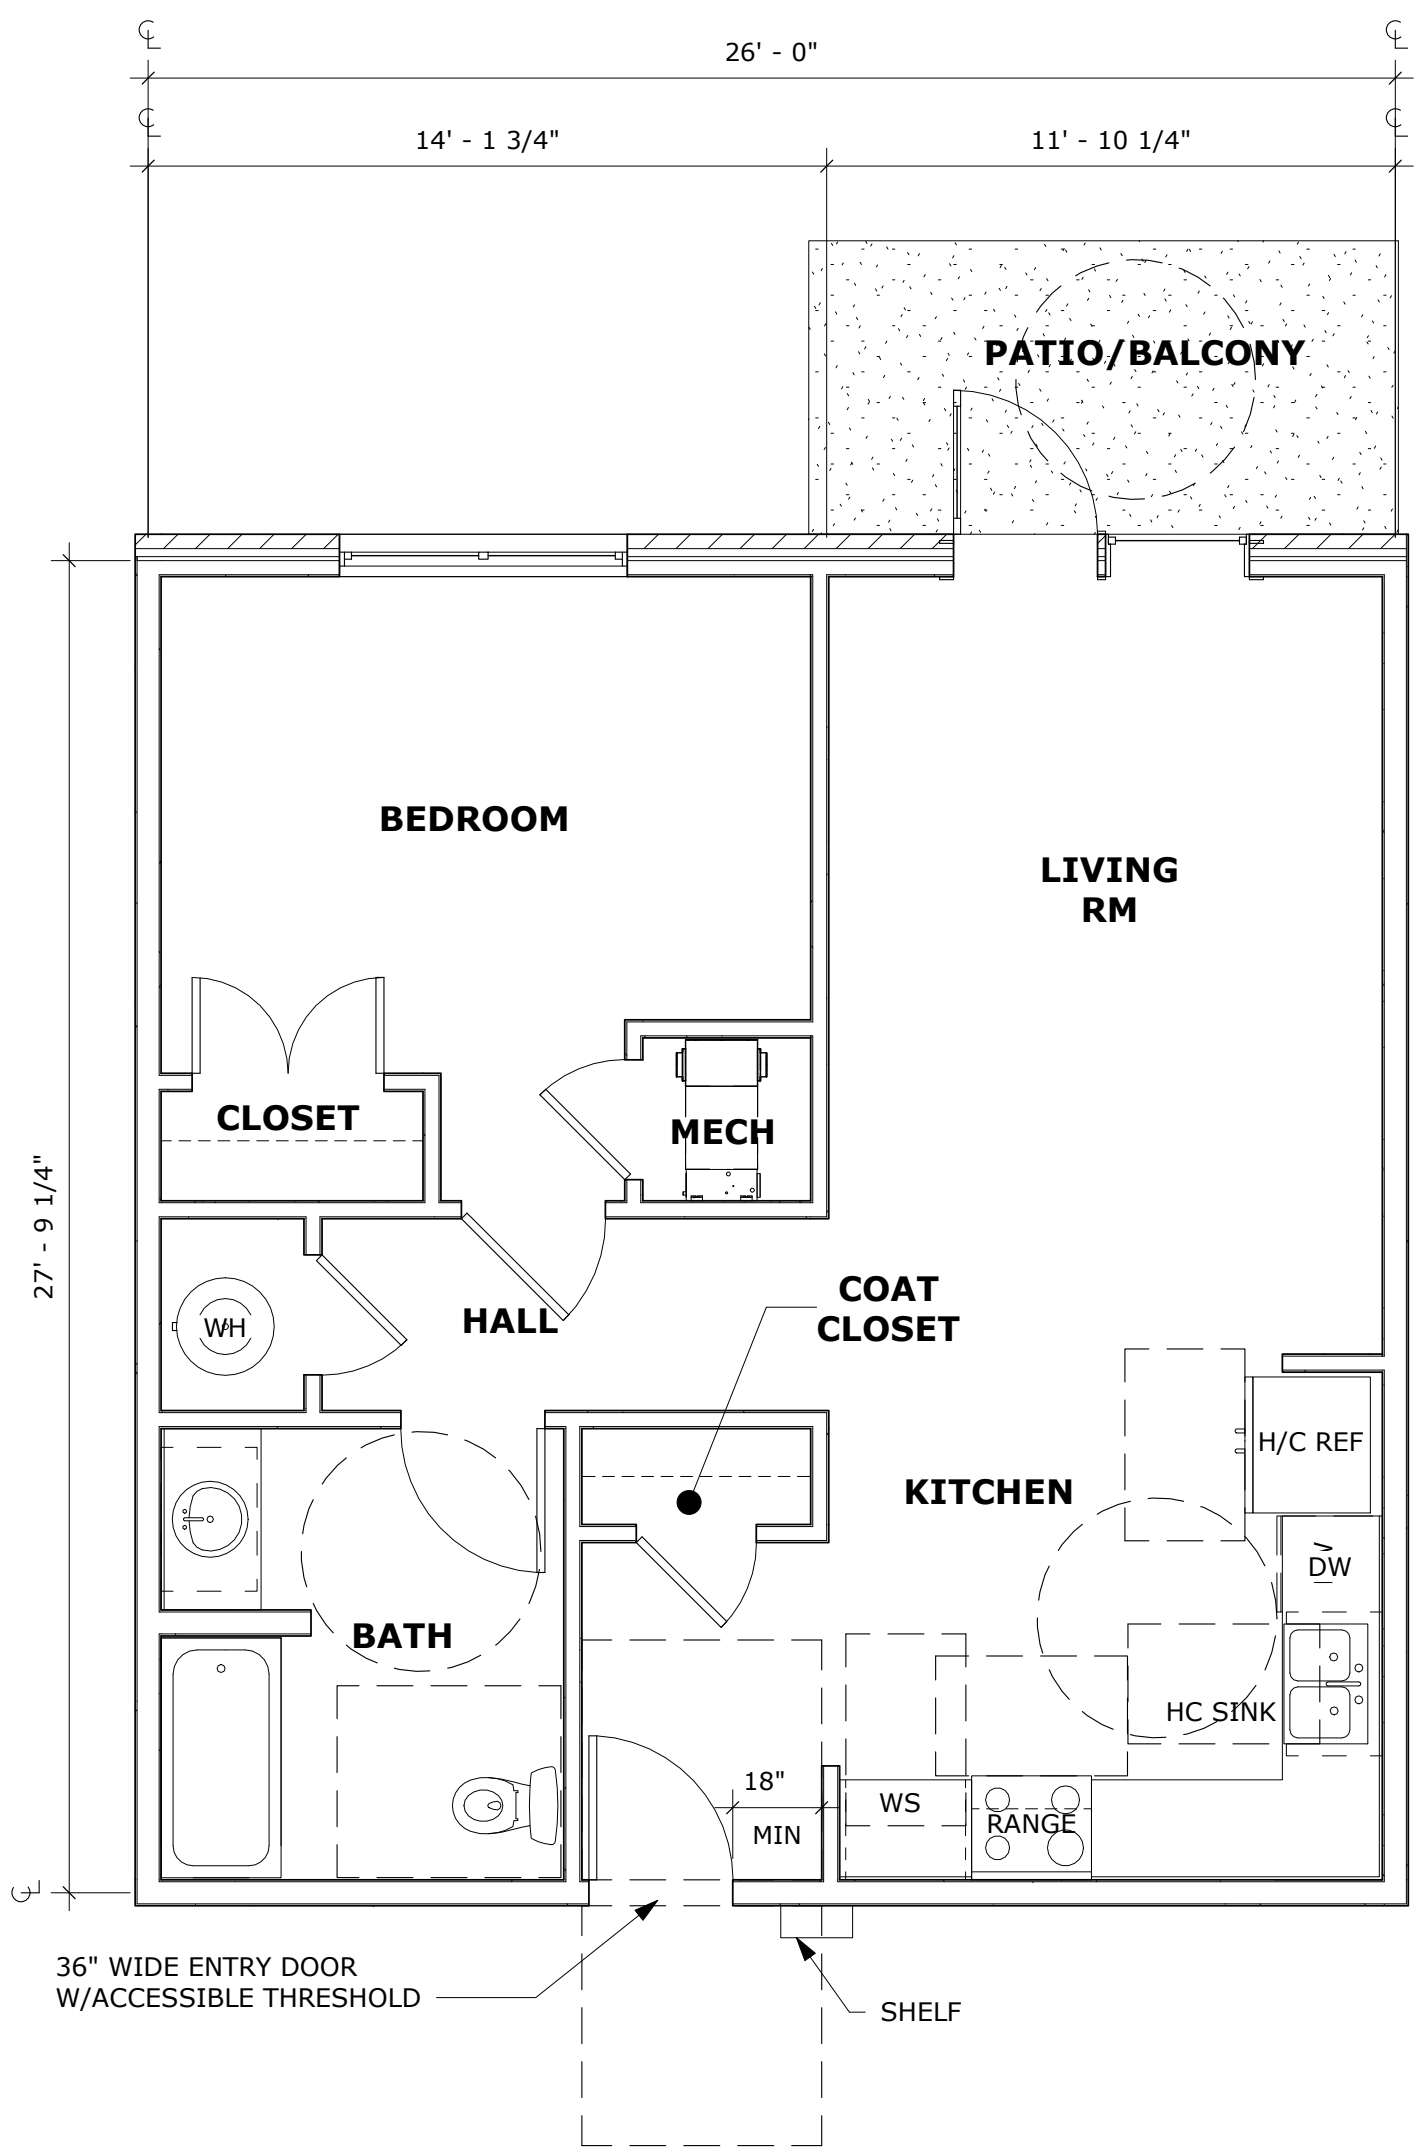 26' - 0"
14' - 1 3/4"
11' - 10 1/4"
PATIO/BALCONY
BEDROOM
LIVING
RM
CLOSET
MECH
27' - 9 1/4"
WH
HALL
COAT
CLOSET
H/C REF
KITCHEN
DW
BATH
HC SINK
18"
MIN
WS
RANGE
36" WIDE ENTRY DOOR
W/ACCESSIBLE THRESHOLD
SHELF